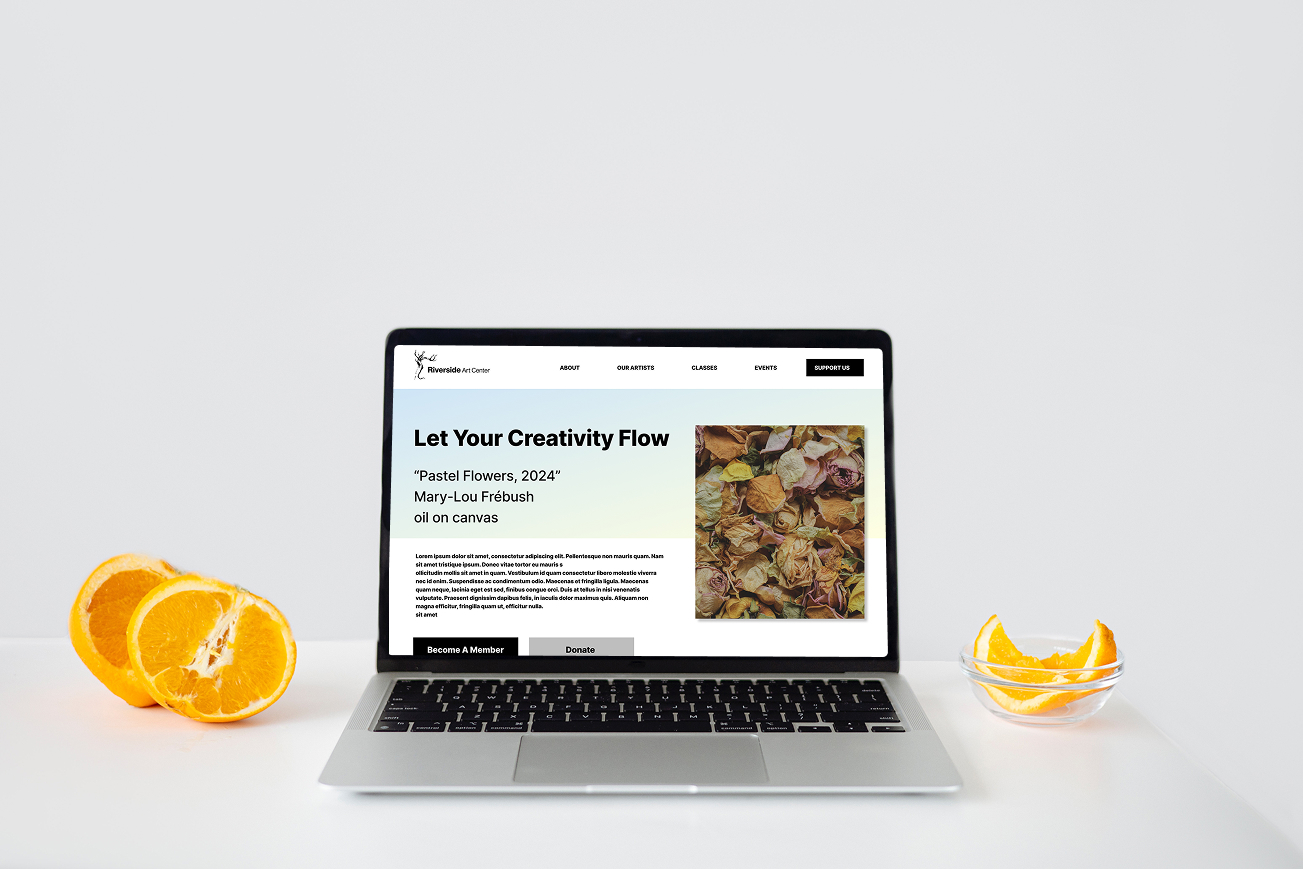 Riverside Art Center
ABOUT
OUR ARTISTS
CLASSES
EVENTS
SUPPORT US
Let Your Creativity Flow
“Pastel Flowers, 2024”
Mary-Lou Frébush
oil on canvas
Lorem ipsum dolor sit amet, consectetur adipiscing elit. Pellentesque non mauris quam. Nam
sit amet tristique ipsum. Donec vitae tortor eu mauris s
ollicitudin mollis sit amet in quam. Vestibulum id quam consectetur libero molestie viverra
nec id enim. Suspendisse ac condimentum odio. Maecenas et fringilla ligula. Maecenas
quam neque, lacinia eget est sed, finibus congue orci. Duis at tellus in nisi venenatis
vulputate. Praesent dignissim dapibus felis, in iaculis dolor maximus quis. Aliquam non
magna efficitur, fringilla quam ut, efficitur nulla.
sit amet
Become A Member
Donate